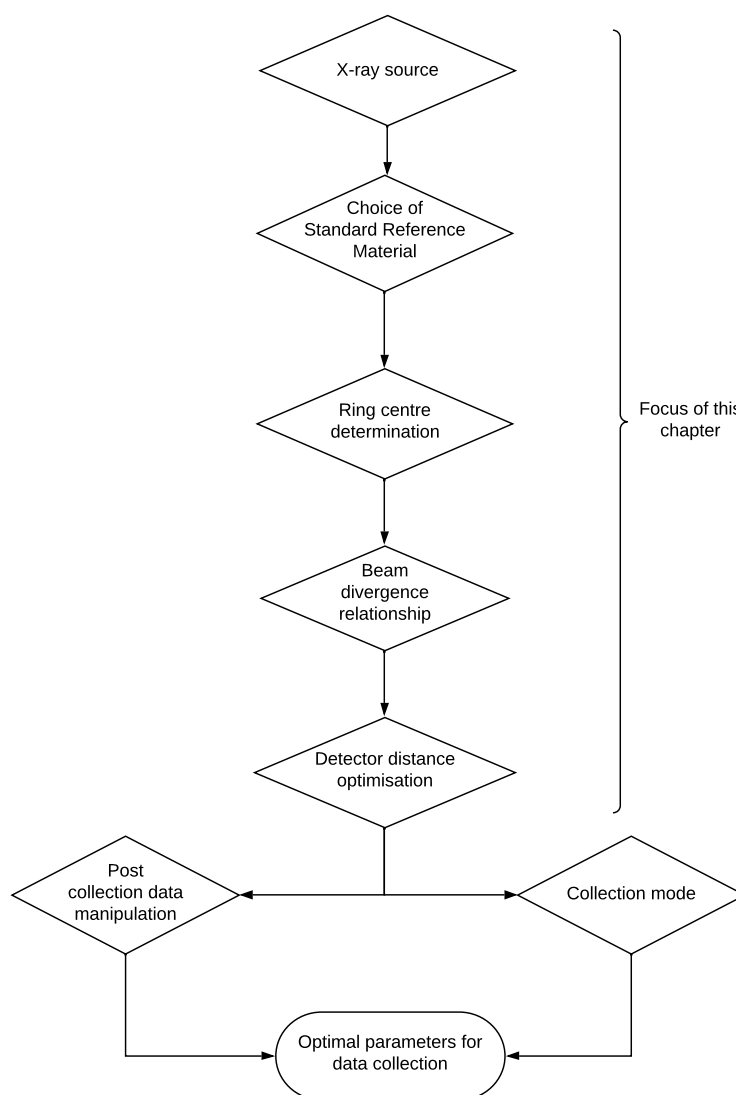 X-ray source
Choice of
Standard Reference
Material
Ring centre
determination
Focus of this
chapter
Beam
divergence
relationship
Detector distance
optimisation
Post
collection data
manipulation
Collection mode
Optimal parameters for
data collection